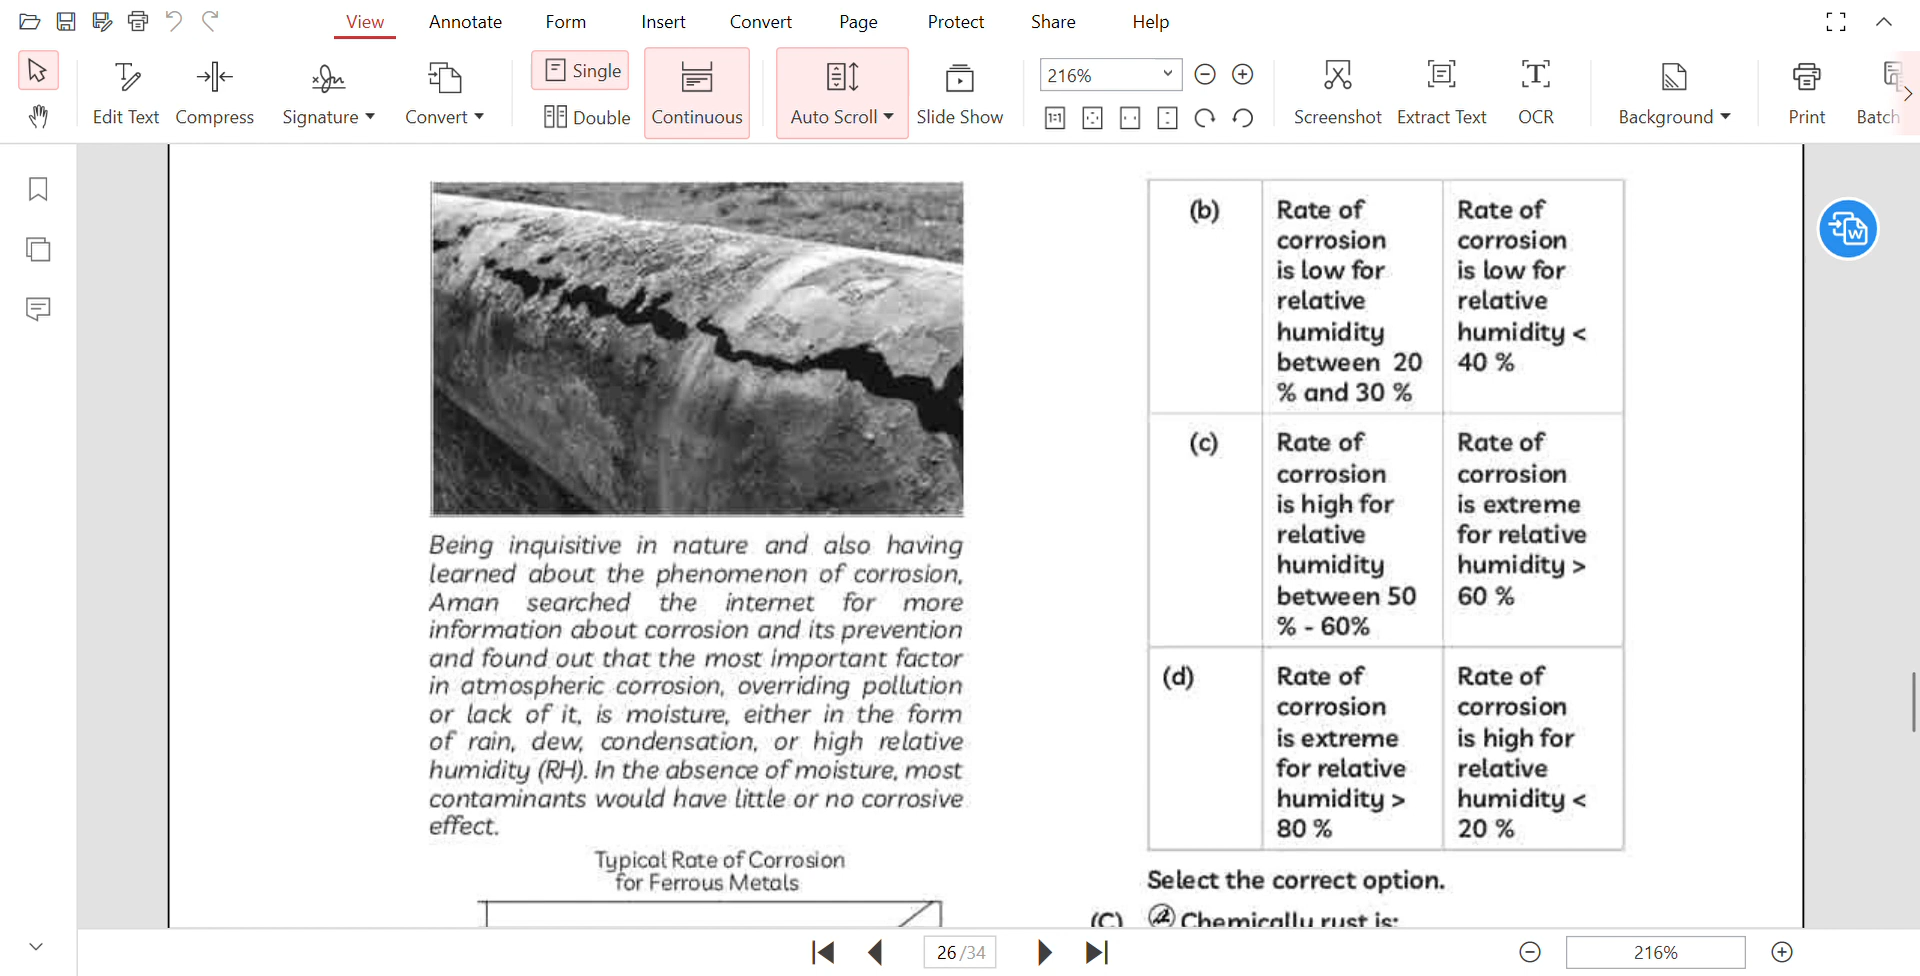 View
Annotate
Form
Insert
Convert
Page
Protect
Share
Help
Edit Text
Compress
Signature
Convert
Single
Double
Continuous
Auto Scroll
Slide Show
216%
1:1
Screenshot
Extract Text
OCR
Background
Print
Batch
Being inquisitive in nature and also having
learned about the phenomenon of corrosion,
Aman searched the internet for more
information about corrosion and its prevention
and found out that the most important factor
in atmospheric corrosion, overriding pollution
or lack of it, is moisture, either in the form
of rain, dew, condensation, or high relative
humidity (RH). In the absence of moisture, most
contaminants would have little or no corrosive
effect.
Typical Rate of Corrosion
for Ferrous Metals
(b)
Rate of
corrosion
is low for
relative
humidity
between 20
% and 30 %
Rate of
corrosion
is low for
relative
humidity <
40 %
(c)
Rate of
corrosion
is high for
relative
humidity
between 50
% - 60%
Rate of
corrosion
is extreme
for relative
humidity >
60 %
(d)
Rate of
corrosion
is extreme
for relative
humidity >
80 %
Rate of
corrosion
is high for
relative
humidity <
20 %
Select the correct option.
(C) Chemically rust is:
W
26 /34
216%